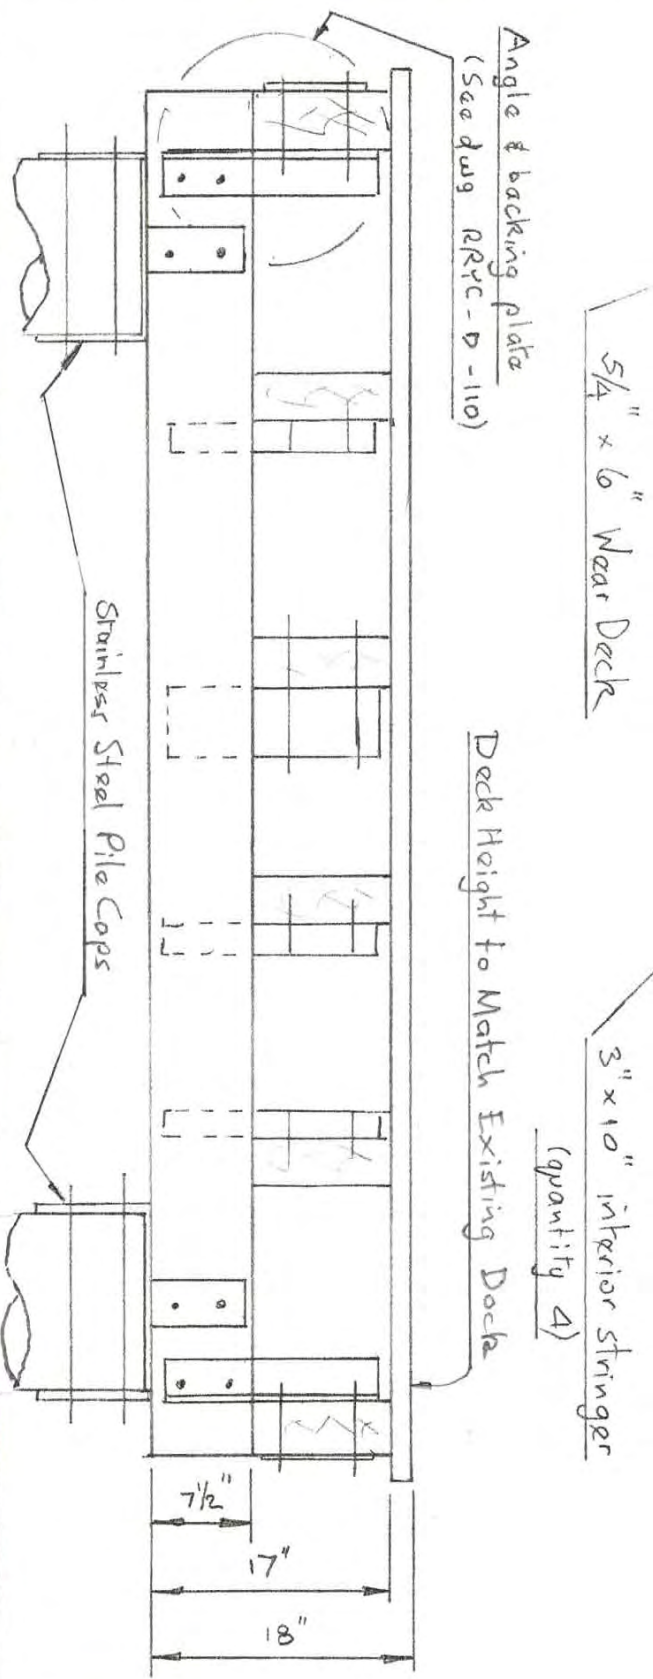 5/4" x 6" Wear Deck
3" x 10" interior stringer
(quantity 4)
Angle & backing plate
(See dwg RRYC-D-110)
Deck Height to Match Existing Dock
Stainless Steel Pile Caps
7½"
17"
18"